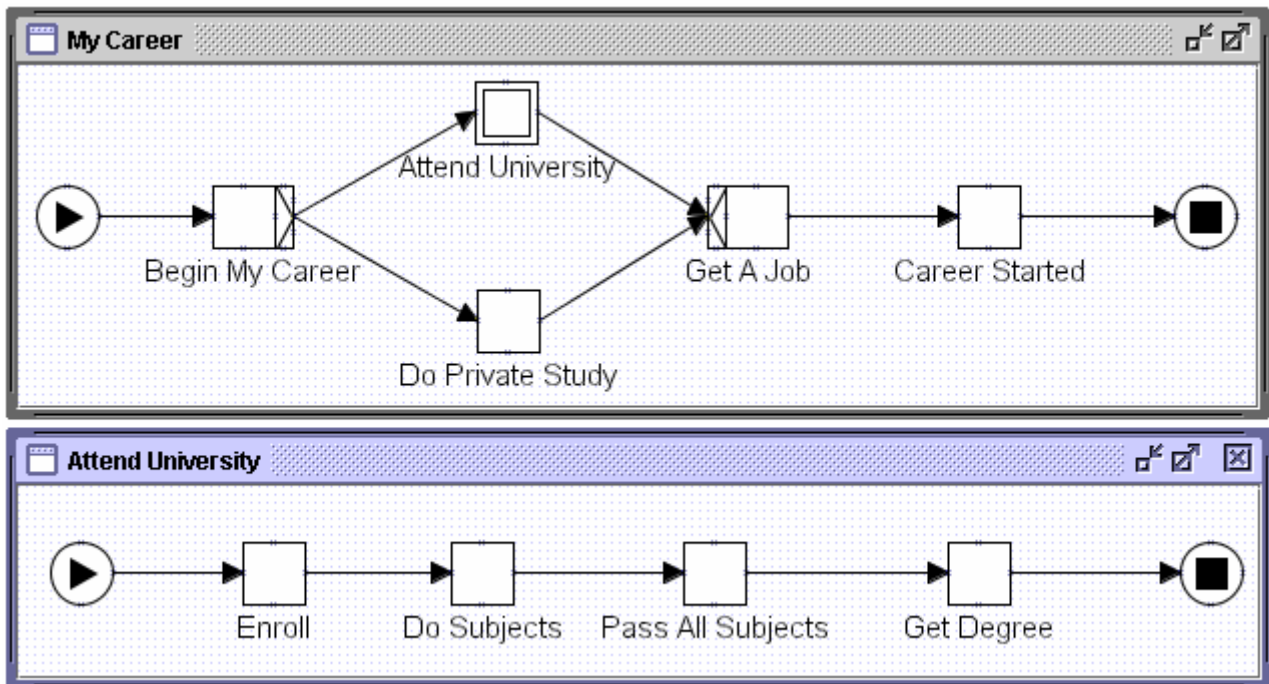 My Career
Attend University
Begin My Career
Get A Job
Career Started
Do Private Study
Attend University
Enroll
Do Subjects
Pass All Subjects
Get Degree